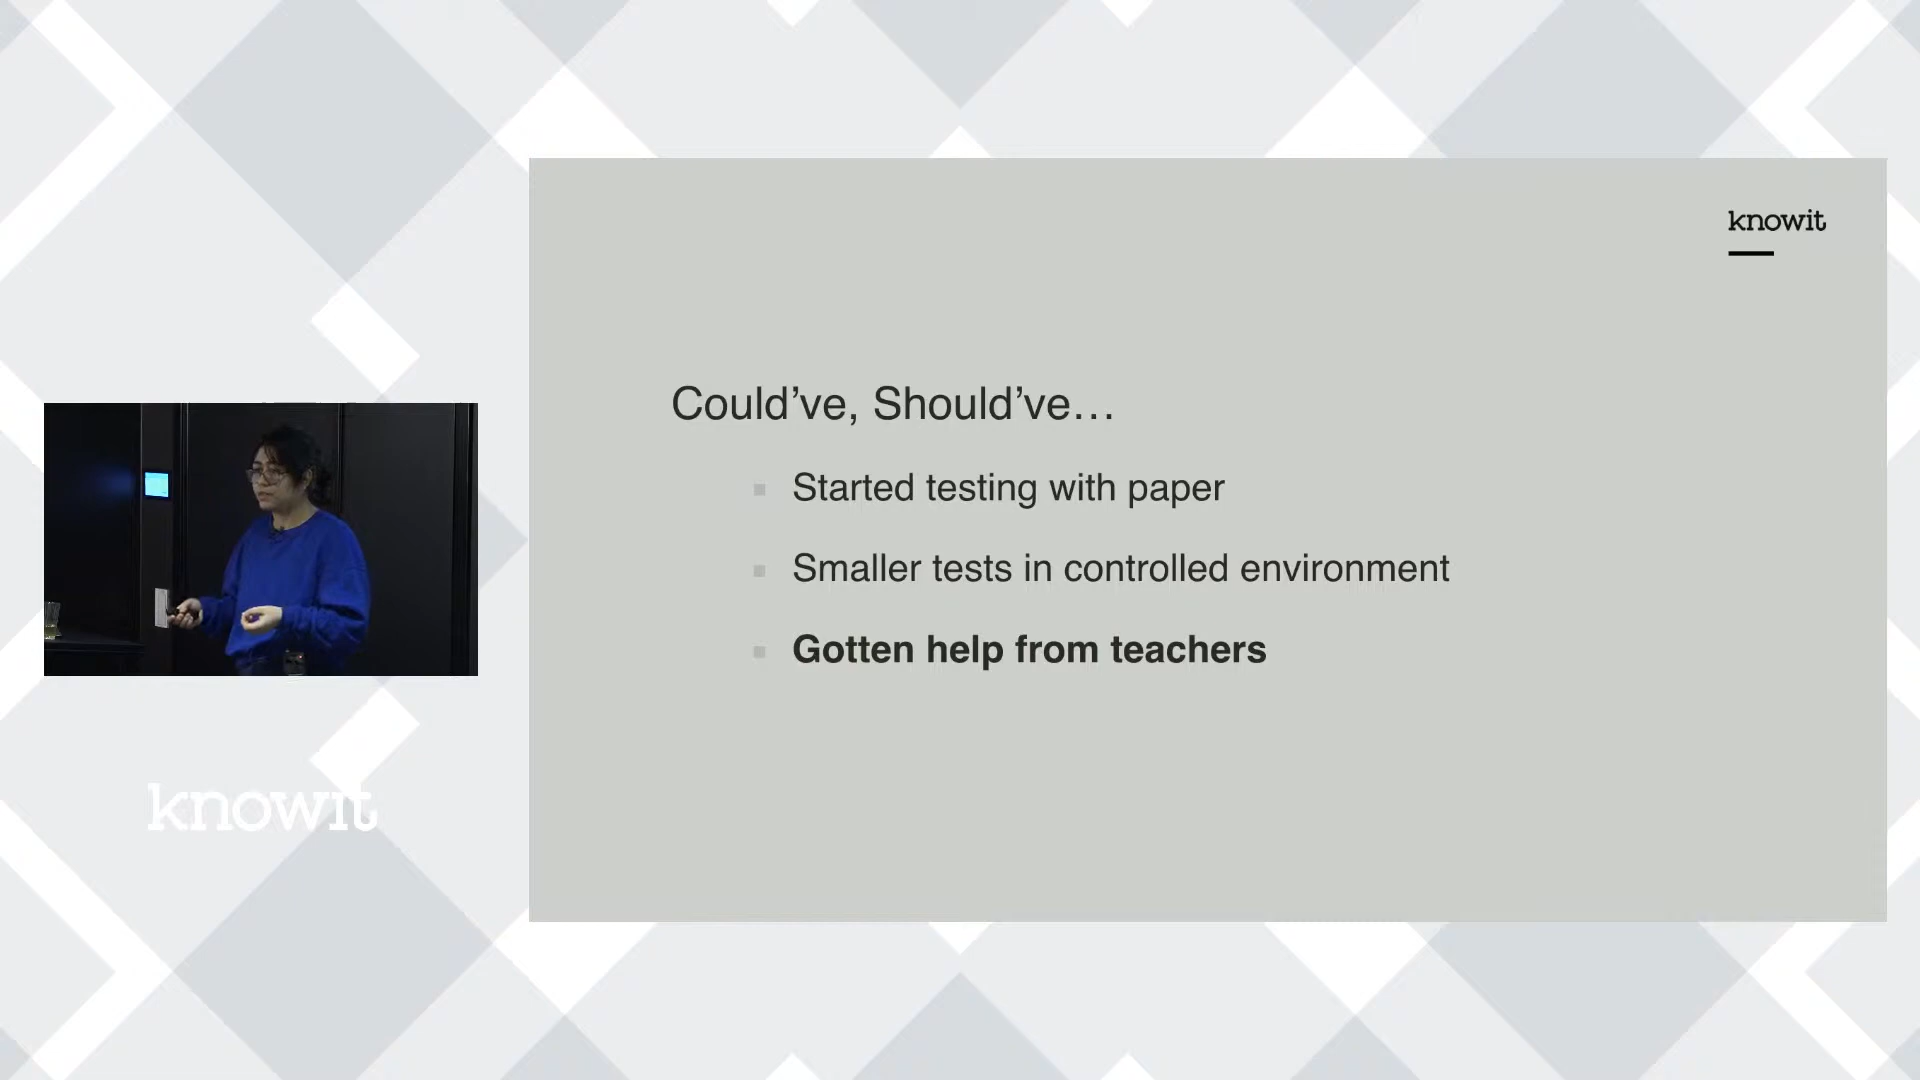 knowit
Could’ve, Should’ve…
Started testing with paper
Smaller tests in controlled environment
Gotten help from teachers
knowit